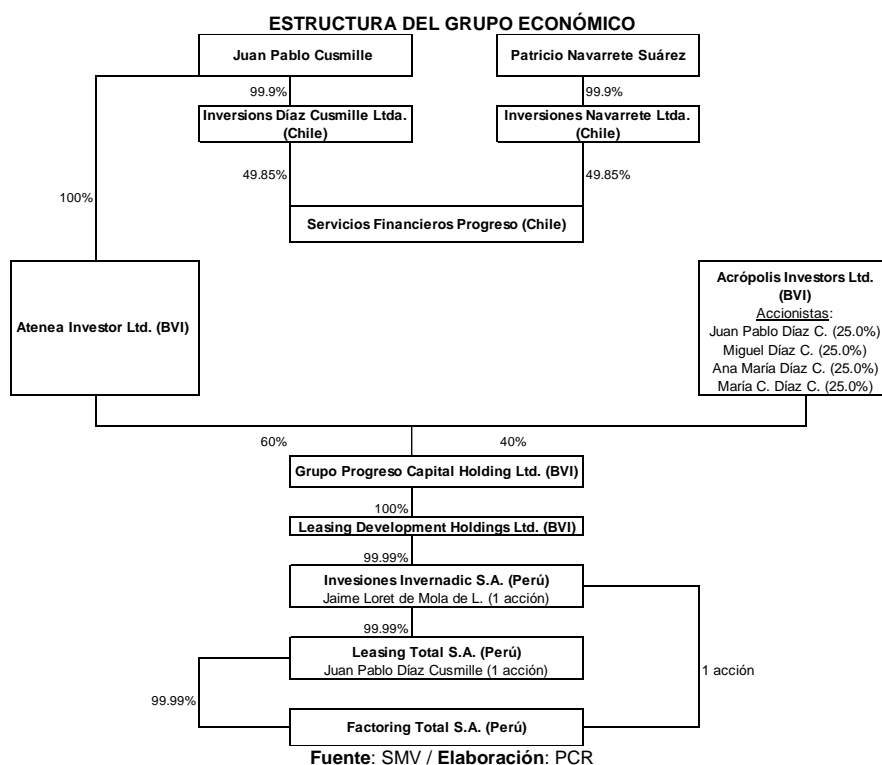 ESTRUCTURA DEL GRUPO ECONÓMICO
Juan Pablo Cusmille
Patricio Navarrete Suárez
99.9%
99.9%
Inversions Díaz Cusmille Ltda.
(Chile)
Inversiones Navarrete Ltda.
(Chile)
49.85%
49.85%
100%
Servicios Financieros Progreso (Chile)
Atenea Investor Ltd. (BVI)
Acrópolis Investors Ltd.
(BVI)
Accionistas:
Juan Pablo Díaz C. (25.0%)
Miguel Díaz C. (25.0%)
Ana María Díaz C. (25.0%)
María C. Díaz C. (25.0%)
60%
40%
Grupo Progreso Capital Holding Ltd. (BVI)
100%
Leasing Development Holdings Ltd. (BVI)
99.99%
Invesiones Invernadic S.A. (Perú)
Jaime Loret de Mola de L. (1 acción)
99.99%
Leasing Total S.A. (Perú)
Juan Pablo Díaz Cusmille (1 acción)
1 acción
99.99%
Factoring Total S.A. (Perú)
Fuente: SMV / Elaboración: PCR